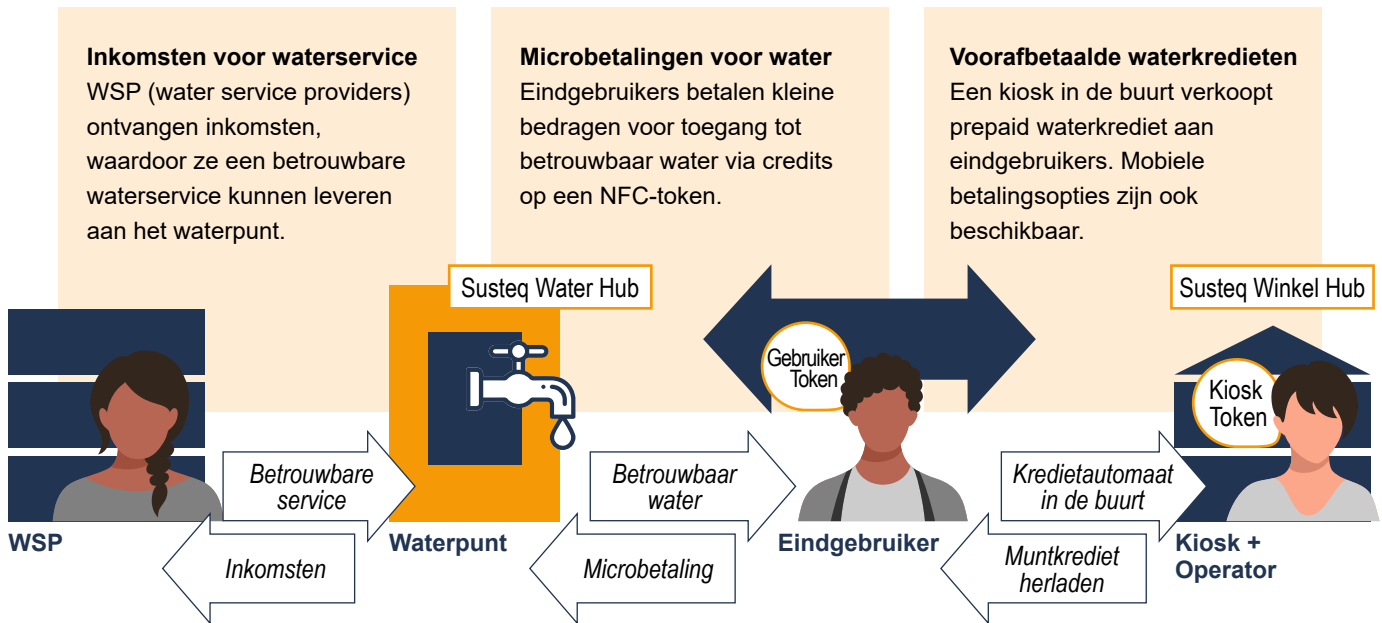 Inkomsten voor waterservice
WSP (water service providers)
ontvangen inkomsten,
waardoor ze een betrouwbare
waterservice kunnen leveren
aan het waterpunt.
Microbetalingen voor water
Eindgebruikers betalen kleine
bedragen voor toegang tot
betrouwbaar water via credits
op een NFC-token.
Voorafbetaalde waterkredieten
Een kiosk in de buurt verkoopt
prepaid waterkrediet aan
eindgebruikers. Mobiele
betalingsopties zijn ook
beschikbaar.
Susteq Water Hub
Susteq Winkel Hub
Gebruiker
Token
Kiosk
Token
Betrouwbare
service
Betrouwbaar
water
Kredietautomaat
in de buurt
WSP
Waterpunt
Eindgebruiker
Kiosk +
Operator
Inkomsten
Microbetaling
Muntkrediet
herladen